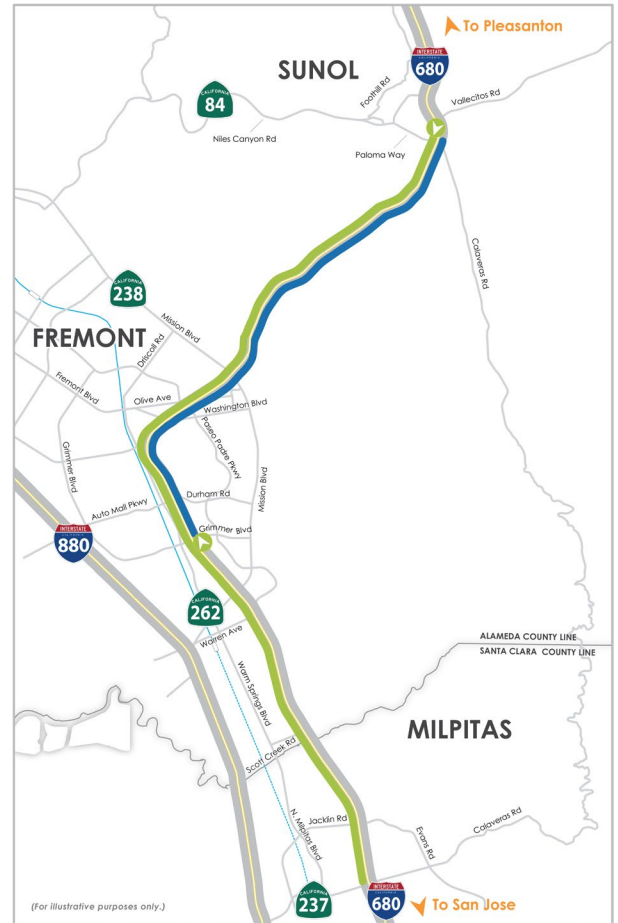 To Pleasanton
INTERSTATE
CALIFORNIA
680
SUNOL
CALIFORNIA
84
Foothill Rd
Vallecitos Rd
Niles Canyon Rd
Paloma Way
Calaveras Rd
CALIFORNIA
238
Mission Blvd
FREMONT
Driscoll Rd
Fremont Blvd
Olive Ave
Washington Blvd
Paseo Padre Pkwy
Grimmer Blvd
Mission Blvd
Durham Rd
Auto Mall Pkwy
Grimmer Blvd
INTERSTATE
CALIFORNIA
880
CALIFORNIA
262
Warren Ave
ALAMEDA COUNTY LINE
SANTA CLARA COUNTY LINE
Warm Springs Blvd
MILPITAS
Scott Creek Rd
N. Milpitas Blvd
Jacklin Rd
Evans Rd
Calaveras Rd
(For illustrative purposes only.)
CALIFORNIA
237
INTERSTATE
CALIFORNIA
680
To San Jose